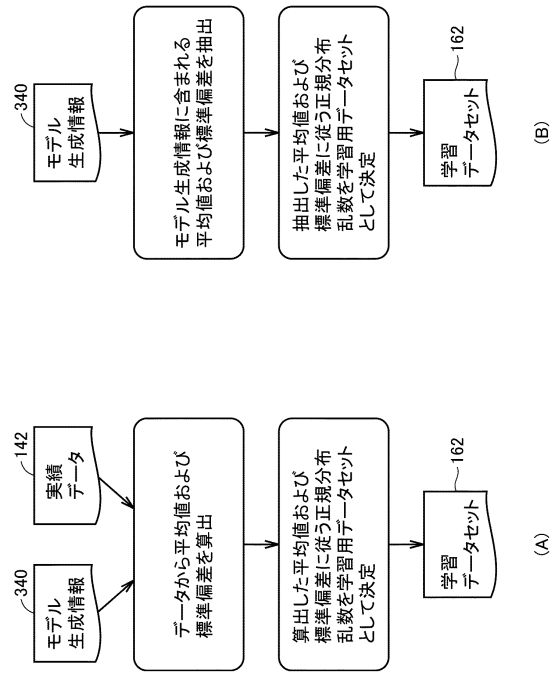 340
モデル
生成情報
142
実績
データ
データから平均値および
標準偏差を算出
算出した平均値および
標準偏差に従う正規分布
乱数を学習用データセット
として決定
162
学習
データセット
(A)
340
モデル
生成情報
モデル生成情報に含まれる
平均値および標準偏差を抽出
抽出した平均値および
標準偏差に従う正規分布
乱数を学習用データセット
として決定
162
学習
データセット
(B)